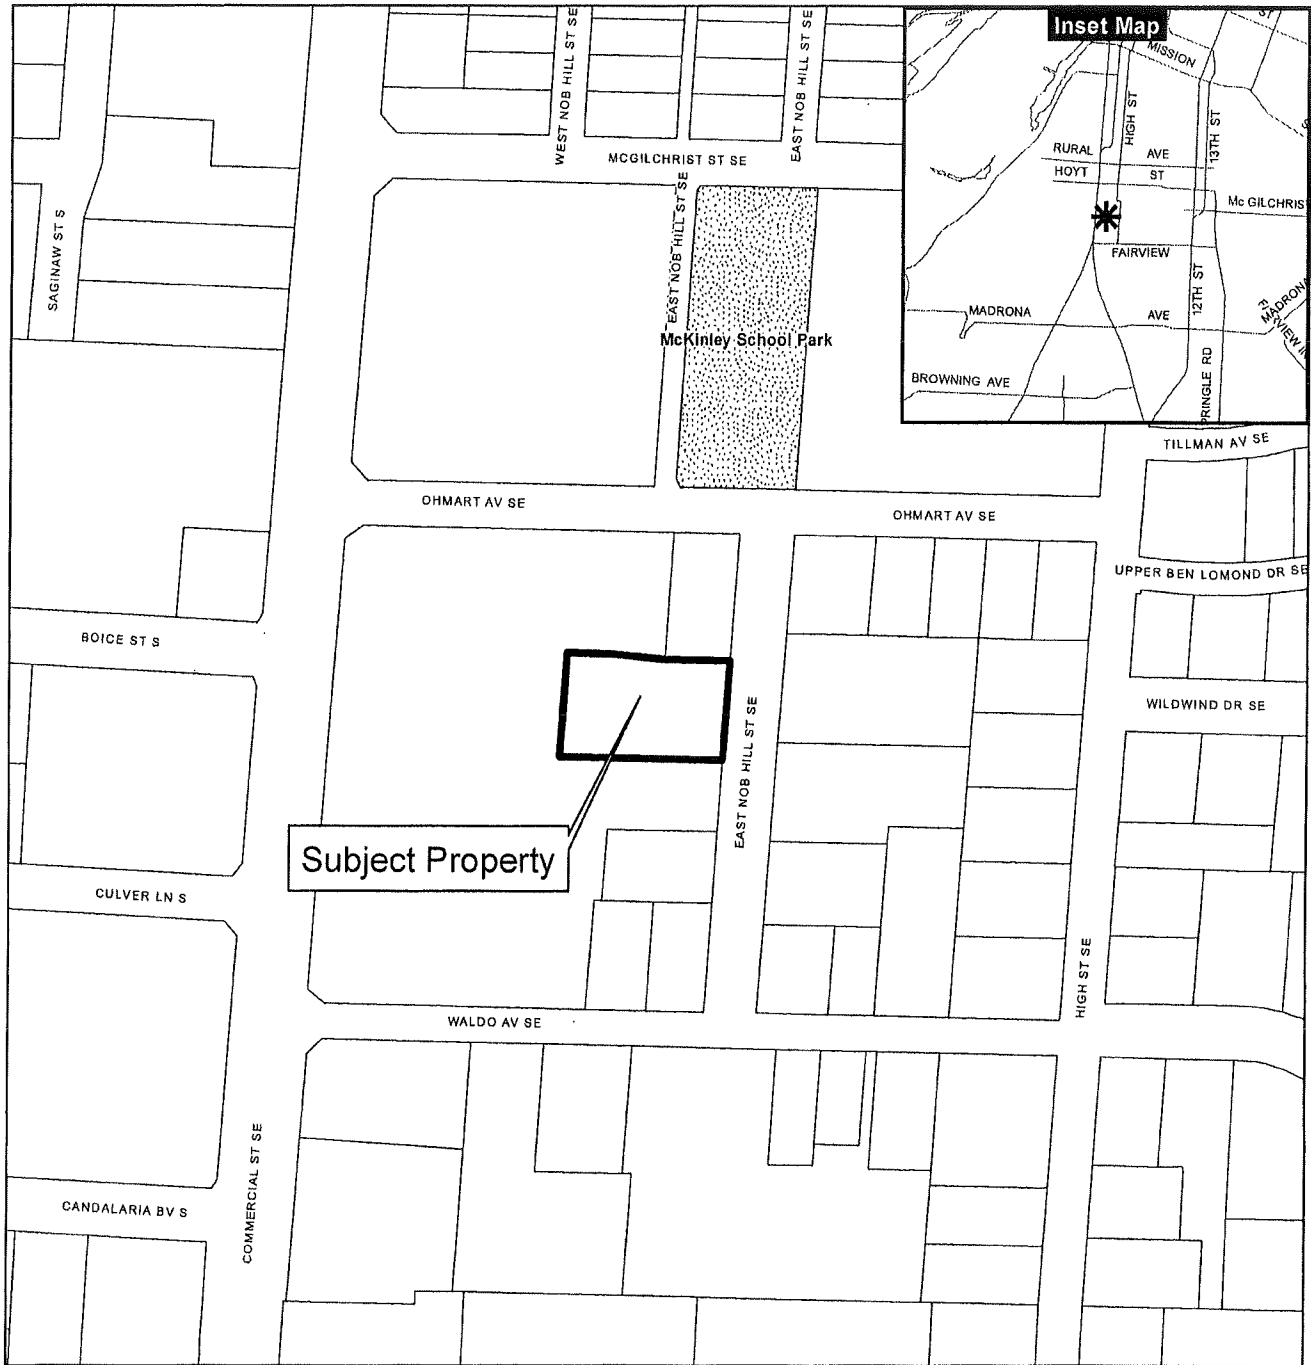 Inset Map
ST
MISSION
HIGH ST
13TH ST
RURAL AVE
HOYT ST
Mc GILCHRIS
FAIRVIEW
12TH ST
MADRONA AVE
MADRONA
BROWNING AVE
PRINGLE RD
WEST NOB HILL ST SE
EAST NOB HILL ST SE
MCGILCHRIST ST SE
EAST NOB HILL ST SE
SAGINAW ST S
McKinley School Park
TILLMAN AV SE
OHMART AV SE
OHMART AV SE
UPPER BEN LOMOND DR SE
BOICE ST S
WILDWIND DR SE
EAST NOB HILL ST SE
Subject Property
CULVER LN S
HIGH ST SE
WALDO AV SE
COMMERCIAL ST SE
CANDALARIA BV S